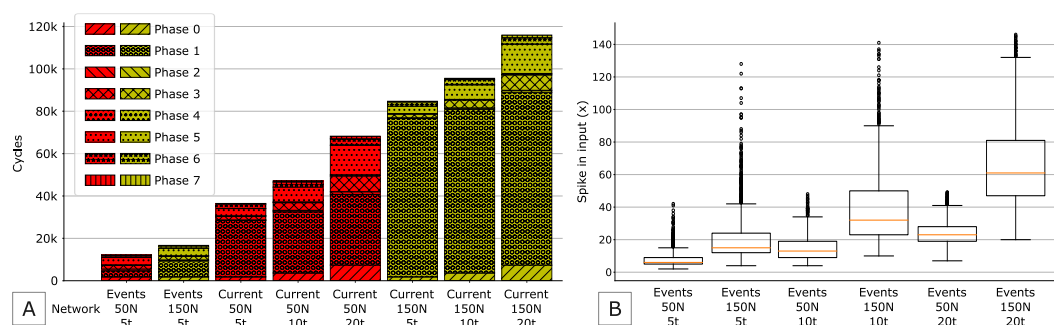 120k
100k
80k
60k
40k
20k
0
Cycles
Phase 0
Phase 1
Phase 2
Phase 3
Phase 4
Phase 5
Phase 6
Phase 7
A
Network
Events 50N 5t
Events 150N 5t
Current 50N 5t
Current 50N 10t
Current 50N 20t
Current 150N 5t
Current 150N 10t
Current 150N 20t
140
120
100
80
60
40
20
0
Spike in input (x)
B
Events 50N 5t
Events 150N 5t
Events 50N 10t
Events 150N 10t
Events 50N 20t
Events 150N 20t